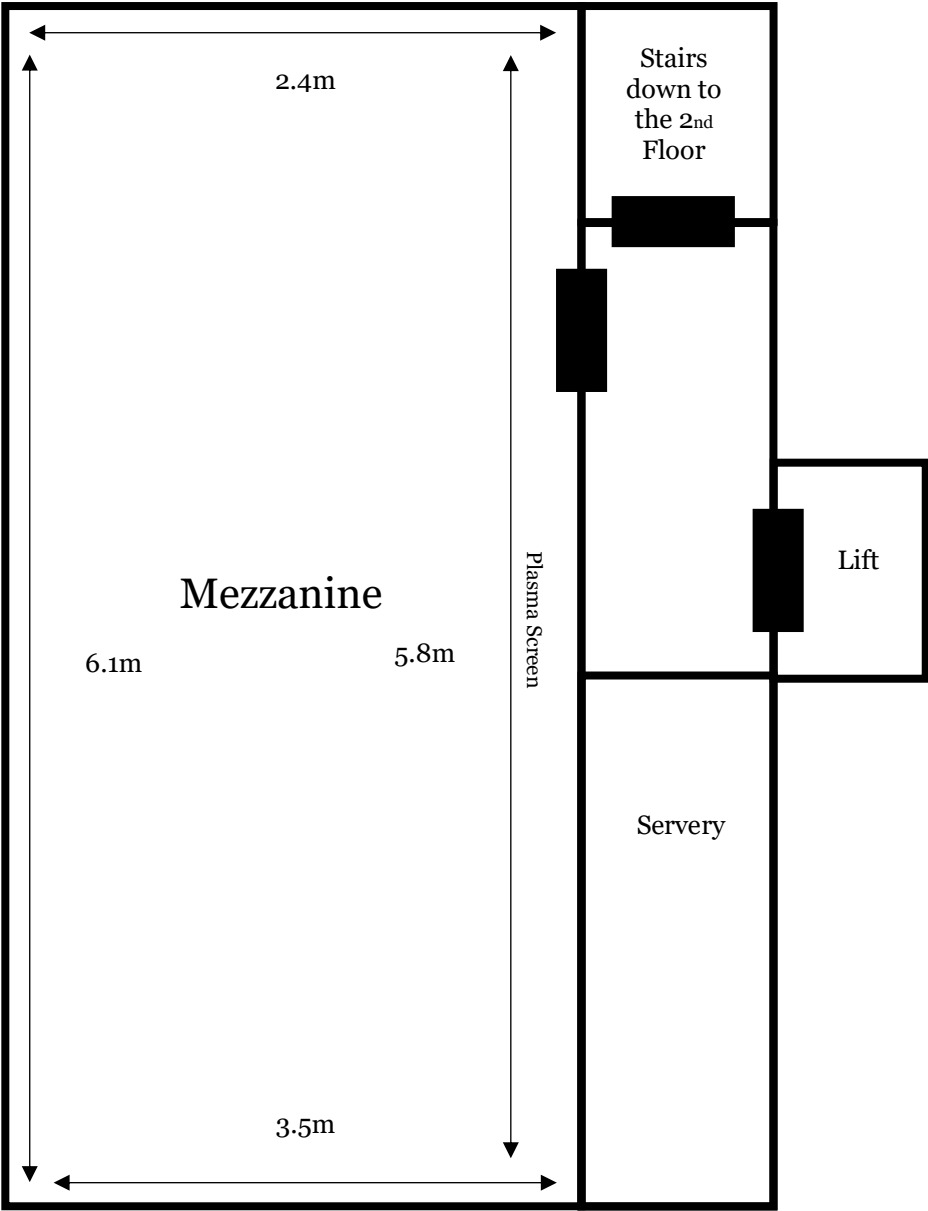 2.4m
Stairs
down to
the 2nd
Floor
Plasma Screen
Lift
Mezzanine
6.1m
5.8m
Servery
3.5m